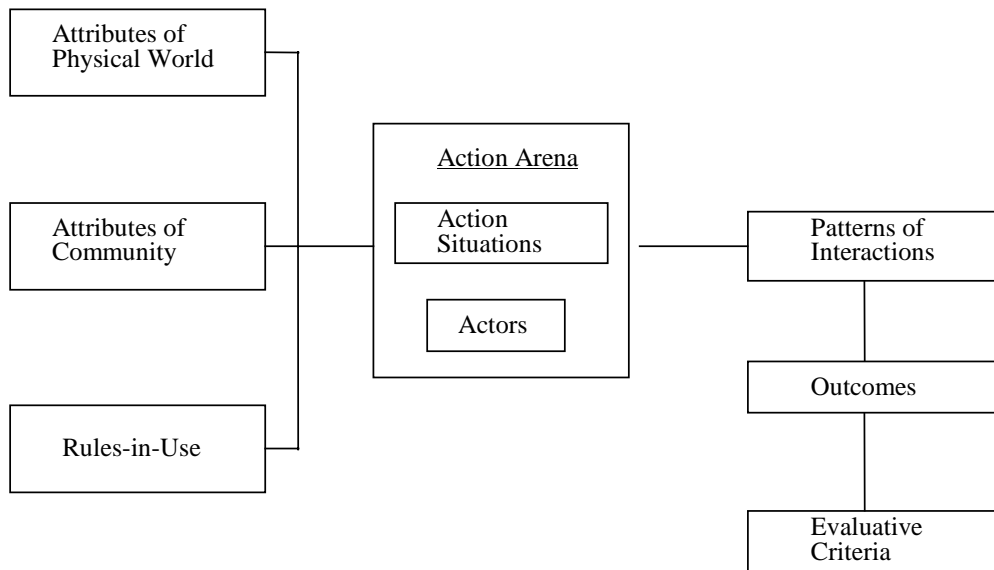 Attributes of
Physical World
Attributes of
Community
Rules-in-Use
Action Arena
Action
Situations
Actors
Patterns of
Interactions
Outcomes
Evaluative
Criteria